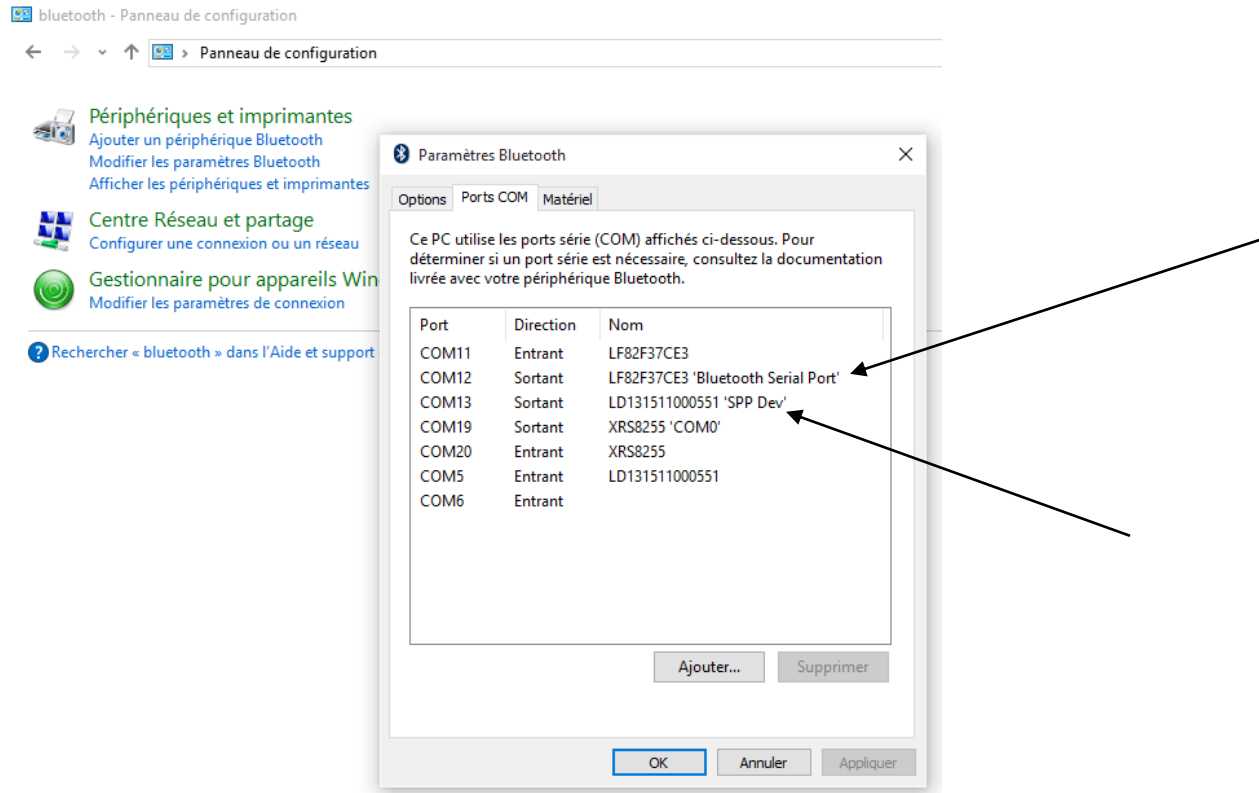 bluetooth - Panneau de configuration
Panneau de configuration
Périphériques et imprimantes
Ajouter un périphérique Bluetooth
Modifier les paramètres Bluetooth
Afficher les périphériques et imprimantes
Centre Réseau et partage
Configurer une connexion ou un réseau
Gestionnaire pour appareils Win
Modifier les paramètres de connexion
Rechercher « bluetooth » dans l'Aide et support
Paramètres Bluetooth
Options Ports COM Matériel
Ce PC utilise les ports série (COM) affichés ci-dessous. Pour
déterminer si un port série est nécessaire, consultez la documentation
livrée avec votre périphérique Bluetooth.
Port Direction Nom
COM11 Entrant LF82F37CE3
COM12 Sortant LF82F37CE3 'Bluetooth Serial Port'
COM13 Sortant LD131511000551 'SPP Dev'
COM19 Sortant XRS8255 'COM0'
COM20 Entrant XRS8255
COM5 Entrant LD131511000551
COM6 Entrant
Ajouter... Supprimer
OK Annuler Appliquer